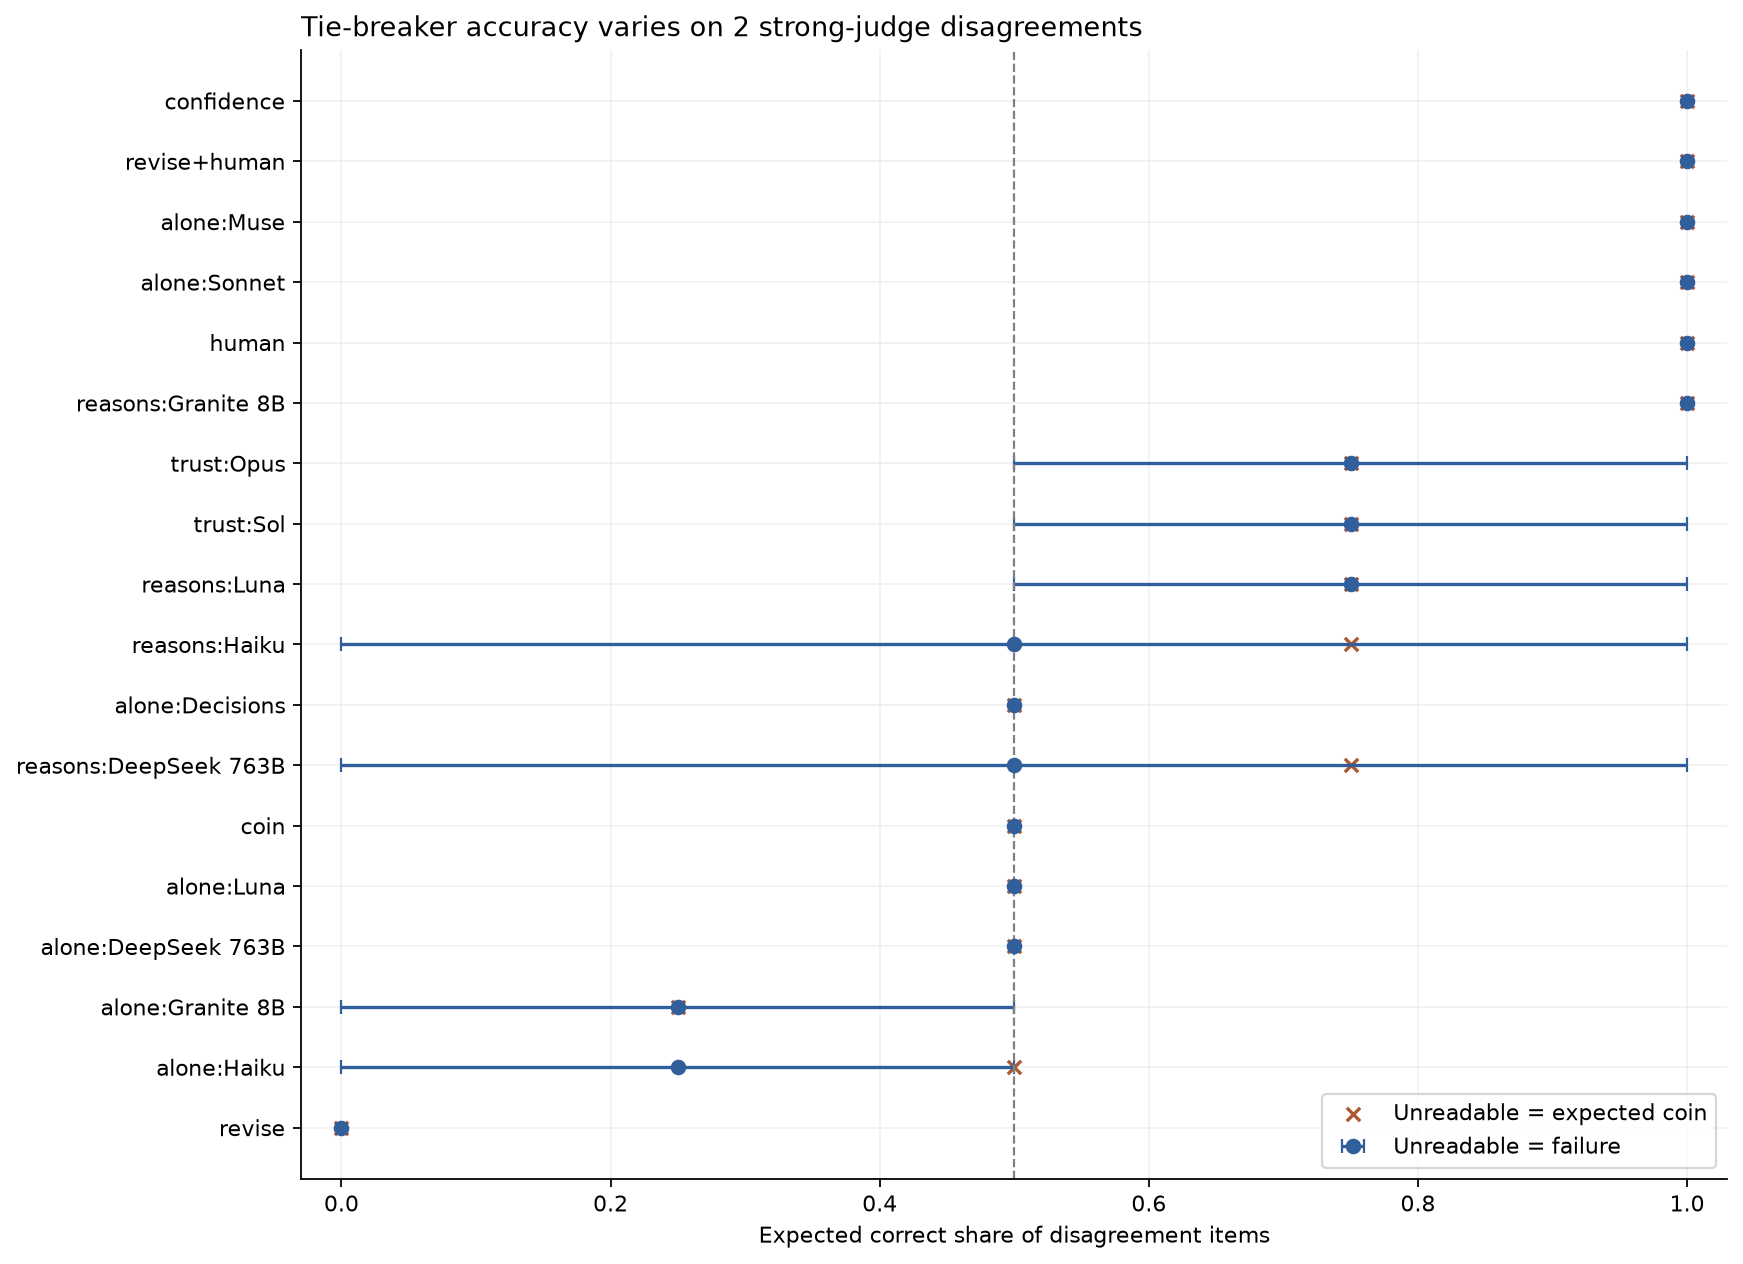 Tie-breaker accuracy varies on 2 strong-judge disagreements
confidence
revise+human
alone:Muse
alone:Sonnet
human
reasons:Granite 8B
trust:Opus
trust:Sol
reasons:Luna
reasons:Haiku
alone:Decisions
reasons:DeepSeek 763B
coin
alone:Luna
alone:DeepSeek 763B
alone:Granite 8B
alone:Haiku
revise
Unreadable = expected coin
Unreadable = failure
0.0 0.2 0.4 0.6 0.8 1.0
Expected correct share of disagreement items